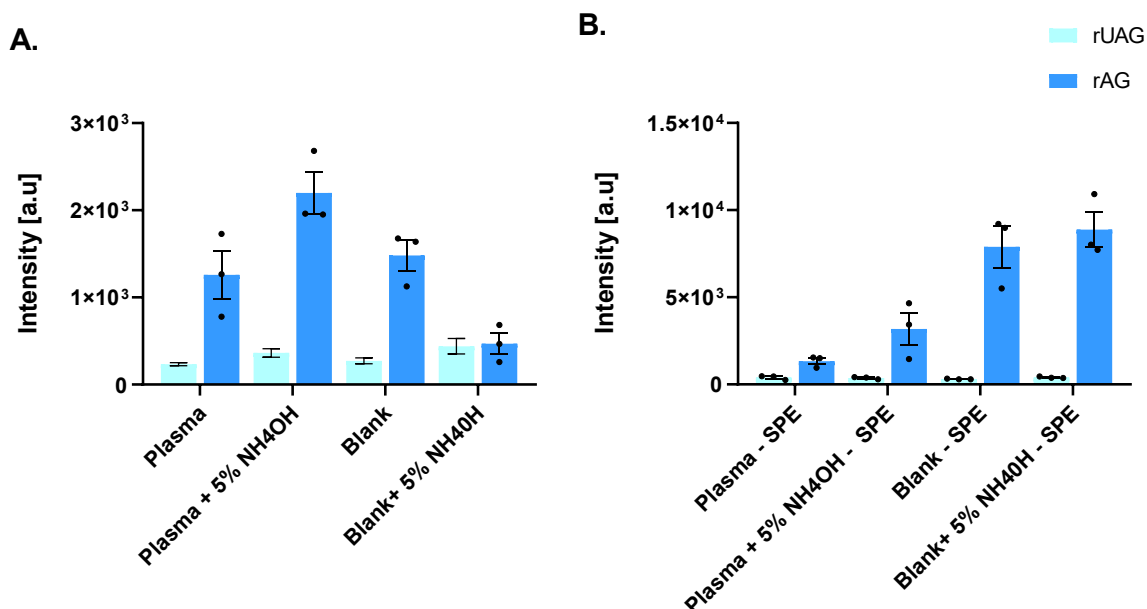 A.
Intensity [a.u]
3×10³
2×10³
1×10³
0
Plasma
Plasma + 5% NH4OH
Blank
Blank+ 5% NH40H
B.
rUAG
rAG
Intensity [a.u]
1.5×10⁴
1×10⁴
5×10³
0
Plasma - SPE
Plasma + 5% NH4OH - SPE
Blank - SPE
Blank+ 5% NH40H - SPE